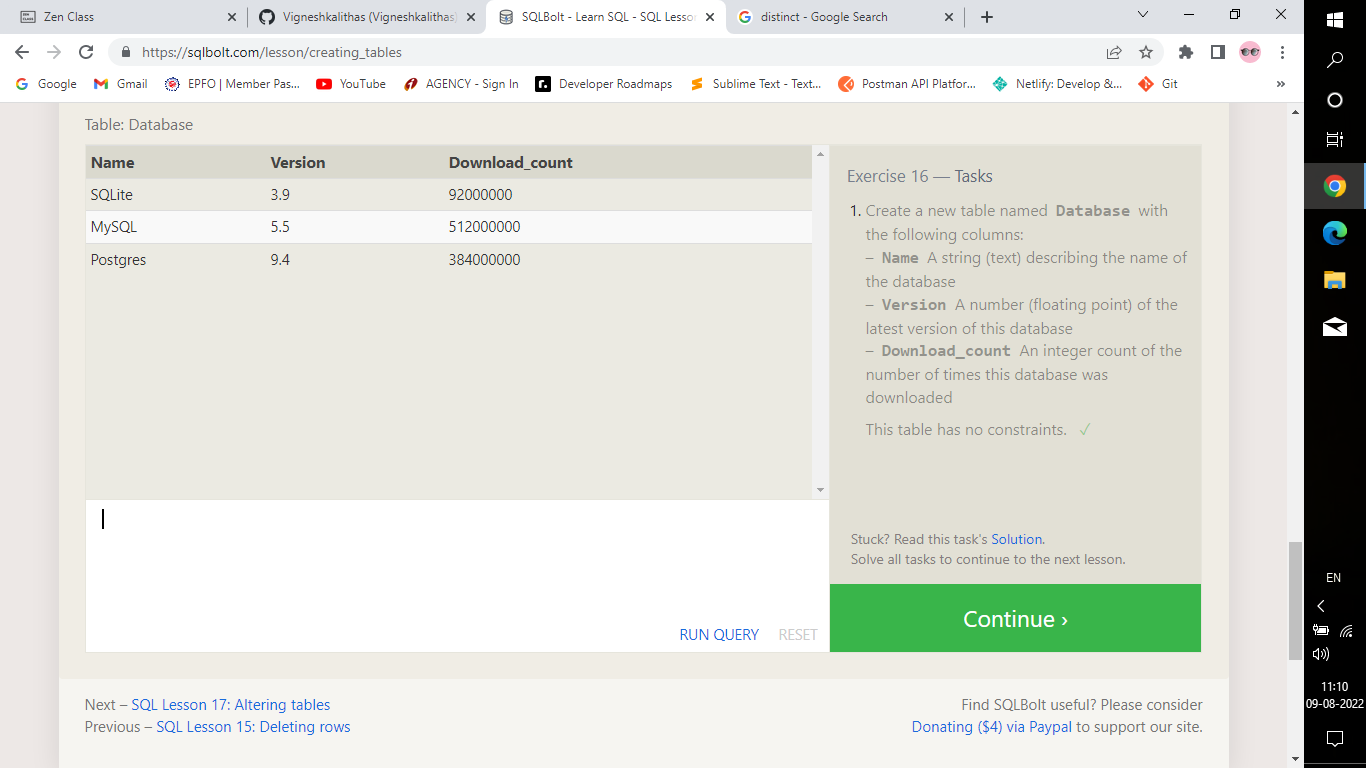 Zen Class
Vigneshkalithas (Vigneshkalithas)
SQLBolt - Learn SQL - SQL Lesso
distinct - Google Search
https://sqlbolt.com/lesson/creating_tables
Google
Gmail
EPFO | Member Pas...
YouTube
AGENCY - Sign In
Developer Roadmaps
Sublime Text - Text...
Postman API Platfor...
Netlify: Develop &...
Git
»
Table: Database
Name Version Download_count
SQLite 3.9 92000000
MySQL 5.5 512000000
Postgres 9.4 384000000
RUN QUERY RESET
Exercise 16 — Tasks
1. Create a new table named Database with
the following columns:
– Name A string (text) describing the name of
the database
– Version A number (floating point) of the
latest version of this database
– Download_count An integer count of the
number of times this database was
downloaded
This table has no constraints. ✓
Stuck? Read this task's Solution.
Solve all tasks to continue to the next lesson.
Continue ›
Next – SQL Lesson 17: Altering tables
Previous – SQL Lesson 15: Deleting rows
Find SQLBolt useful? Please consider
Donating ($4) via Paypal to support our site.
EN
11:10
09-08-2022